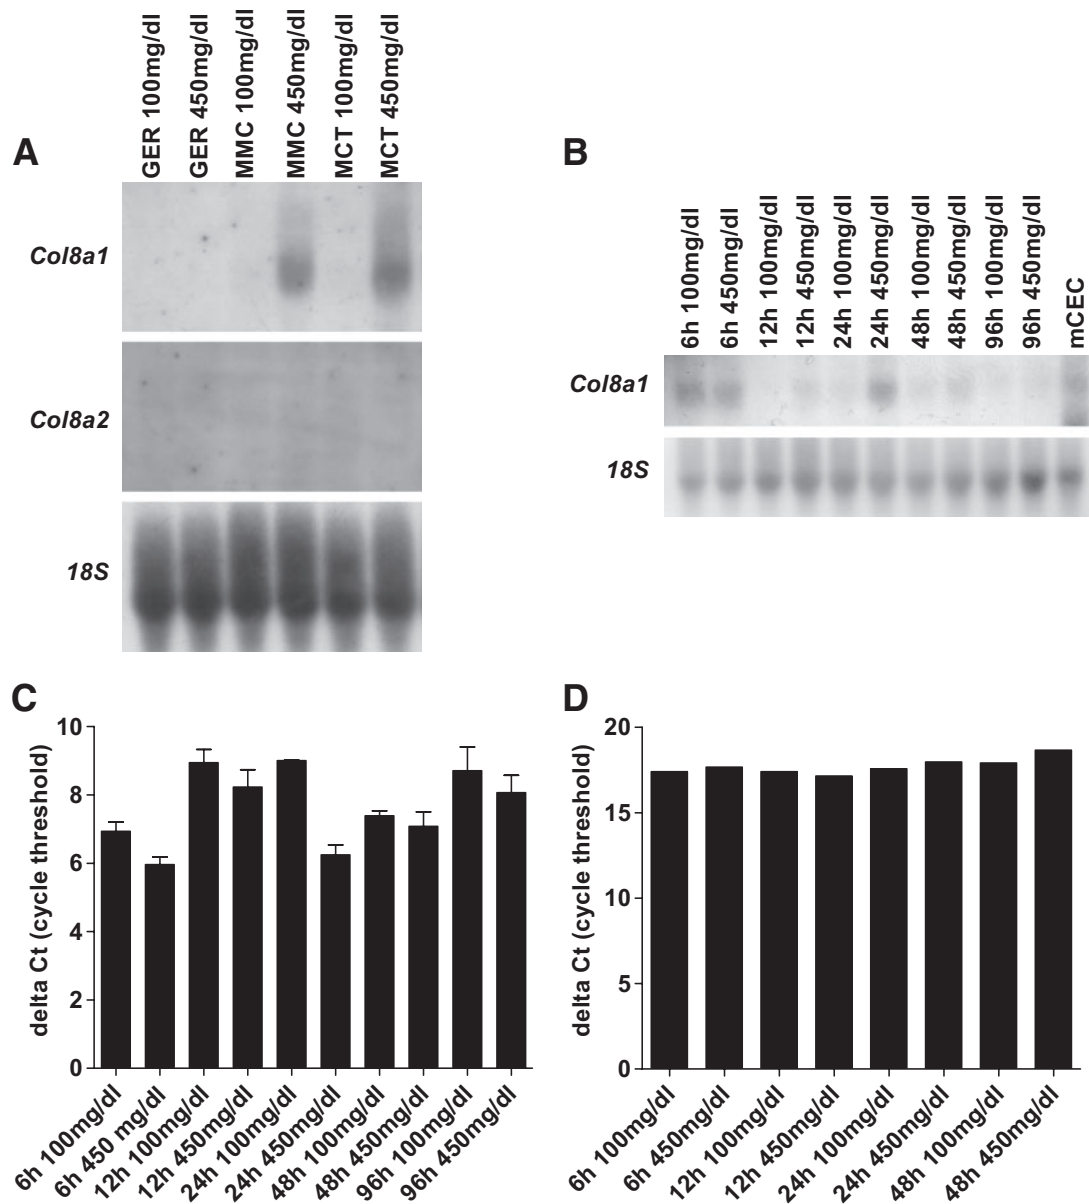 A
GER 100mg/dl
GER 450mg/dl
MMC 100mg/dl
MMC 450mg/dl
MCT 100mg/dl
MCT 450mg/dl
Col8a1
Col8a2
18S
B
6h 100mg/dl
6h 450mg/dl
12h 100mg/dl
12h 450mg/dl
24h 100mg/dl
24h 450mg/dl
48h 100mg/dl
48h 450mg/dl
96h 100mg/dl
96h 450mg/dl
mCEC
Col8a1
18S
C
delta Ct (cycle threshold)
10
8
6
4
2
0
6h 100mg/dl
6h 450 mg/dl
12h 100mg/dl
12h 450mg/dl
24h 100mg/dl
24h 450mg/dl
48h 100mg/dl
48h 450mg/dl
96h 100mg/dl
96h 450mg/dl
D
delta Ct (cycle threshold)
20
15
10
5
0
6h 100mg/dl
6h 450mg/dl
12h 100mg/dl
12h 450mg/dl
24h 100mg/dl
24h 450mg/dl
48h 100mg/dl
48h 450mg/dl